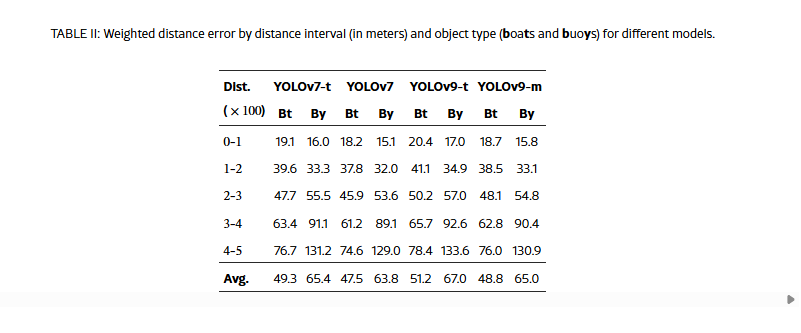 TABLE II: Weighted distance error by distance interval (in meters) and object type (boats and buoys) for different models.
Dist. YOLOv7-t YOLOv7 YOLOv9-t YOLOv9-m
(× 100) Bt By Bt By Bt By Bt By
0-1 19.1 16.0 18.2 15.1 20.4 17.0 18.7 15.8
1-2 39.6 33.3 37.8 32.0 41.1 34.9 38.5 33.1
2-3 47.7 55.5 45.9 53.6 50.2 57.0 48.1 54.8
3-4 63.4 91.1 61.2 89.1 65.7 92.6 62.8 90.4
4-5 76.7 131.2 74.6 129.0 78.4 133.6 76.0 130.9
Avg. 49.3 65.4 47.5 63.8 51.2 67.0 48.8 65.0